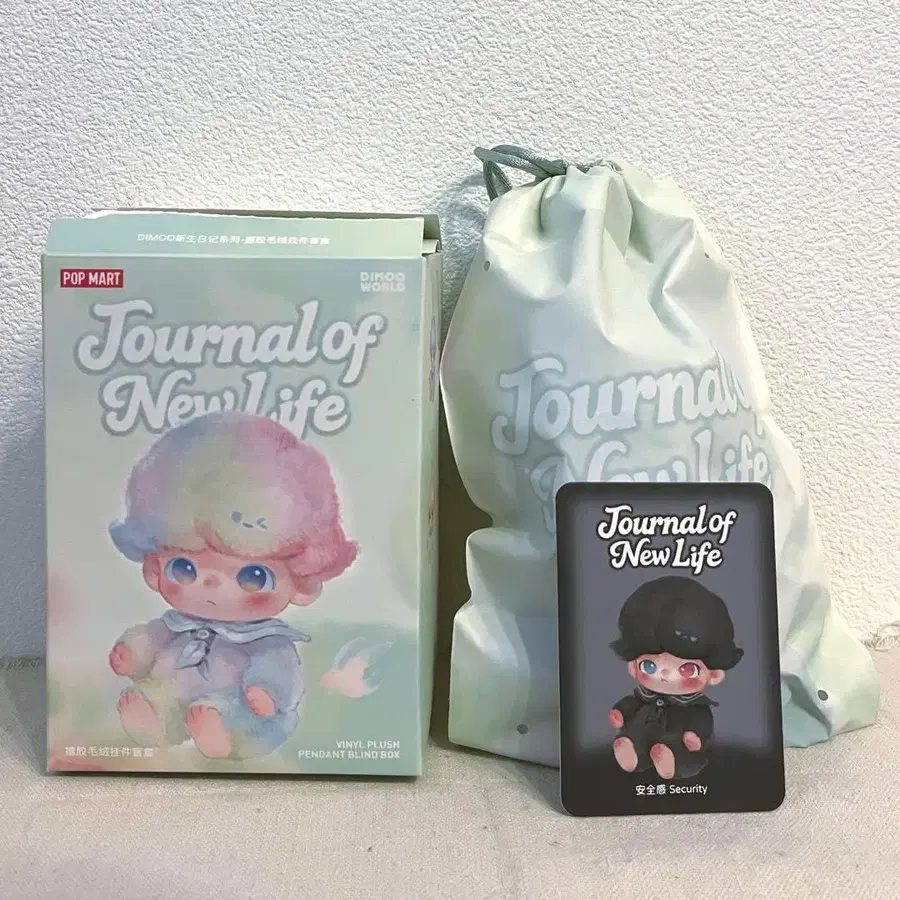 DIMOO新生日记系列-搪胶毛绒挂件盲盒
POP MART
DIMOO
WORLD
Journal of
New Life
搪胶毛绒挂件盲盒
VINYL PLUSH
PENDANT BLIND BOX
Journal of
New Life
Journal of
New Life
安全感 Security